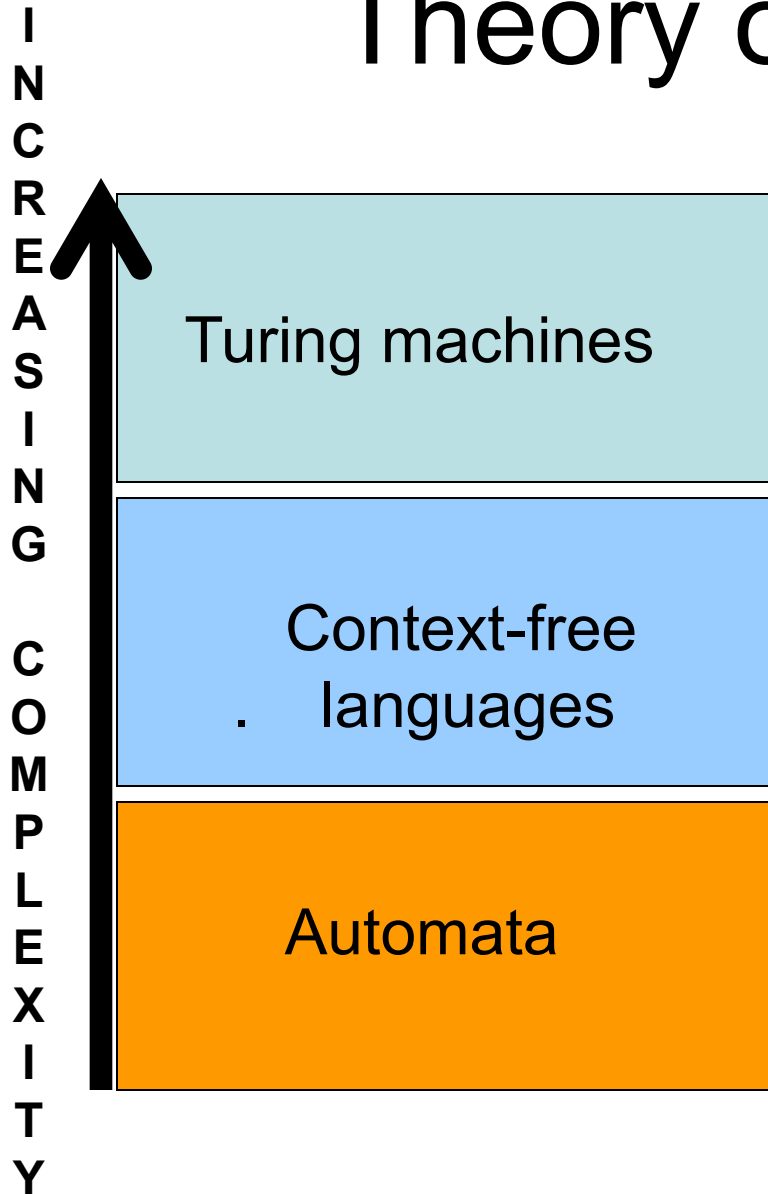 Theory
INCREASING COMPLEXITY
Turing machines
Context-free
. languages
Automata